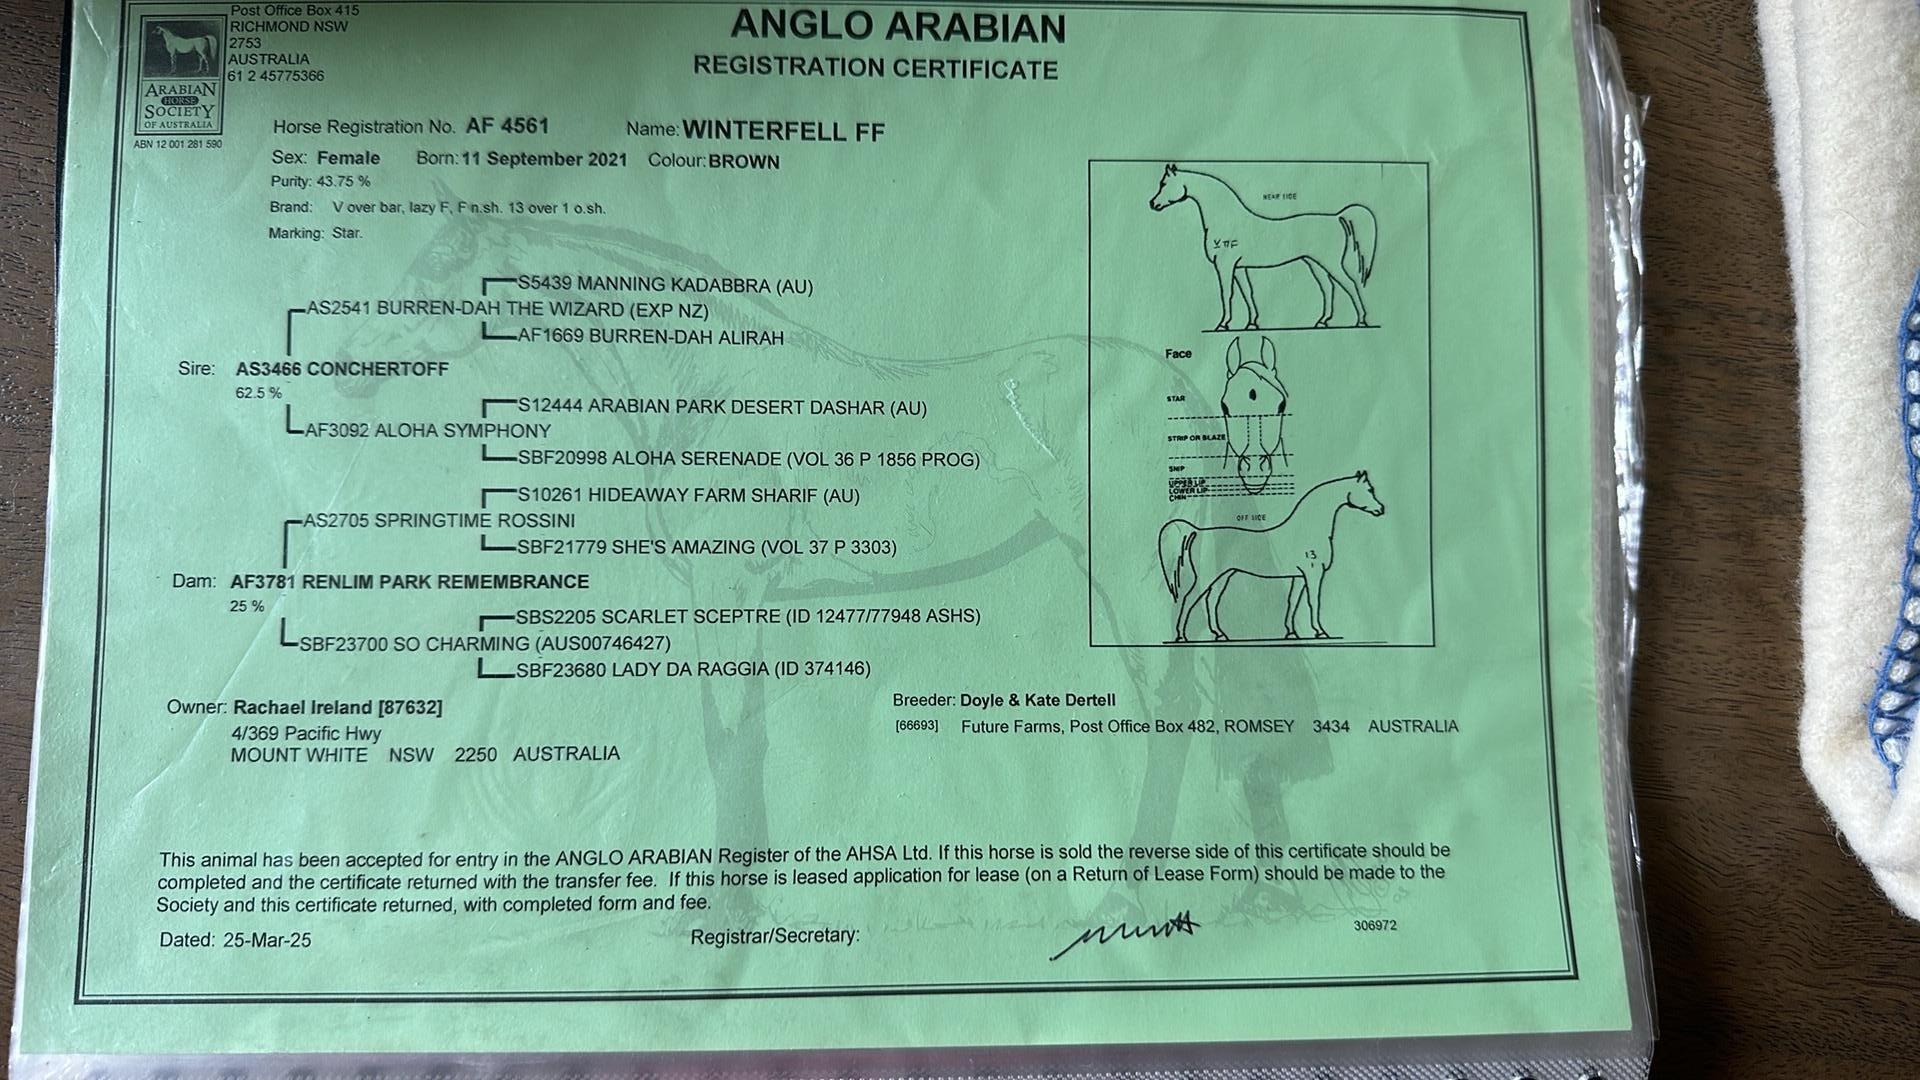 Post Office Box 415
RICHMOND NSW
2753
AUSTRALIA
61 2 45775366
ARABIAN
HORSE
SOCIETY
OF AUSTRALIA
ABN 12 001 281 590
ANGLO ARABIAN
REGISTRATION CERTIFICATE
Horse Registration No. AF 4561 Name: WINTERFELL FF
Sex: Female Born: 11 September 2021 Colour: BROWN
Purity: 43.75 %
Brand: V over bar, lazy F, F n.sh. 13 over 1 o.sh.
Marking: Star.
S5439 MANNING KADABBRA (AU)
AS2541 BURREN-DAH THE WIZARD (EXP NZ)
AF1669 BURREN-DAH ALIRAH
Sire: AS3466 CONCHERTOFF
62.5 %
S12444 ARABIAN PARK DESERT DASHAR (AU)
AF3092 ALOHA SYMPHONY
SBF20998 ALOHA SERENADE (VOL 36 P 1856 PROG)
S10261 HIDEAWAY FARM SHARIF (AU)
AS2705 SPRINGTIME ROSSINI
SBF21779 SHE'S AMAZING (VOL 37 P 3303)
Dam: AF3781 RENLIM PARK REMEMBRANCE
25 %
SBS2205 SCARLET SCEPTRE (ID 12477/77948 ASHS)
SBF23700 SO CHARMING (AUS00746427)
SBF23680 LADY DA RAGGIA (ID 374146)
NEAR SIDE
Face
STAR
STRIP OR BLAZE
SNIP
UPPER LIP
LOWER LIP
CHIN
OFF SIDE
13
Owner: Rachael Ireland [87632]
4/369 Pacific Hwy
MOUNT WHITE NSW 2250 AUSTRALIA
Breeder: Doyle & Kate Dertell
[66693] Future Farms, Post Office Box 482, ROMSEY 3434 AUSTRALIA
This animal has been accepted for entry in the ANGLO ARABIAN Register of the AHSA Ltd. If this horse is sold the reverse side of this certificate should be
completed and the certificate returned with the transfer fee. If this horse is leased application for lease (on a Return of Lease Form) should be made to the
Society and this certificate returned, with completed form and fee.
Dated: 25-Mar-25
Registrar/Secretary:
306972